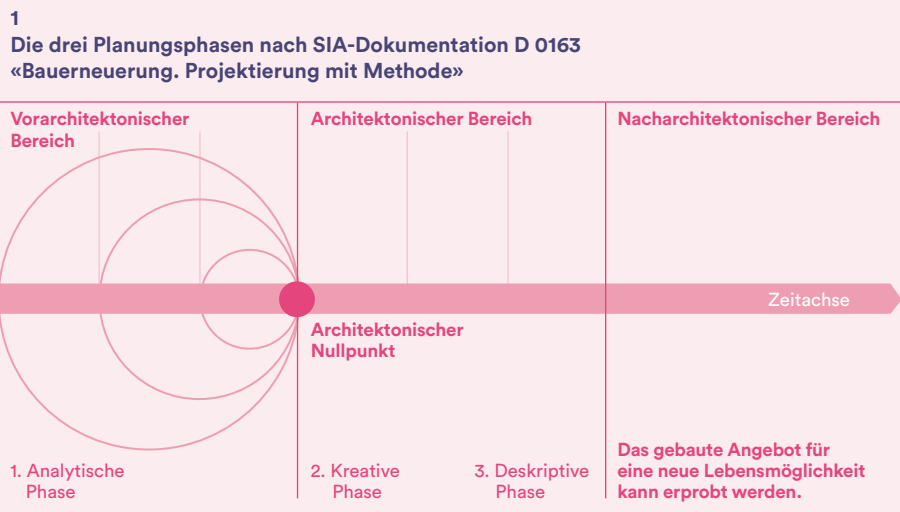 1
Die drei Planungsphasen nach SIA-Dokumentation D 0163
«Bauerneuerung. Projektierung mit Methode»
Vorarchitektonischer
Bereich
Architektonischer Bereich
Nacharchitektonischer Bereich
Zeitachse
Architektonischer
Nullpunkt
1. Analytische
Phase
2. Kreative
Phase
3. Deskriptive
Phase
Das gebaute Angebot für
eine neue Lebensmöglichkeit
kann erprobt werden.